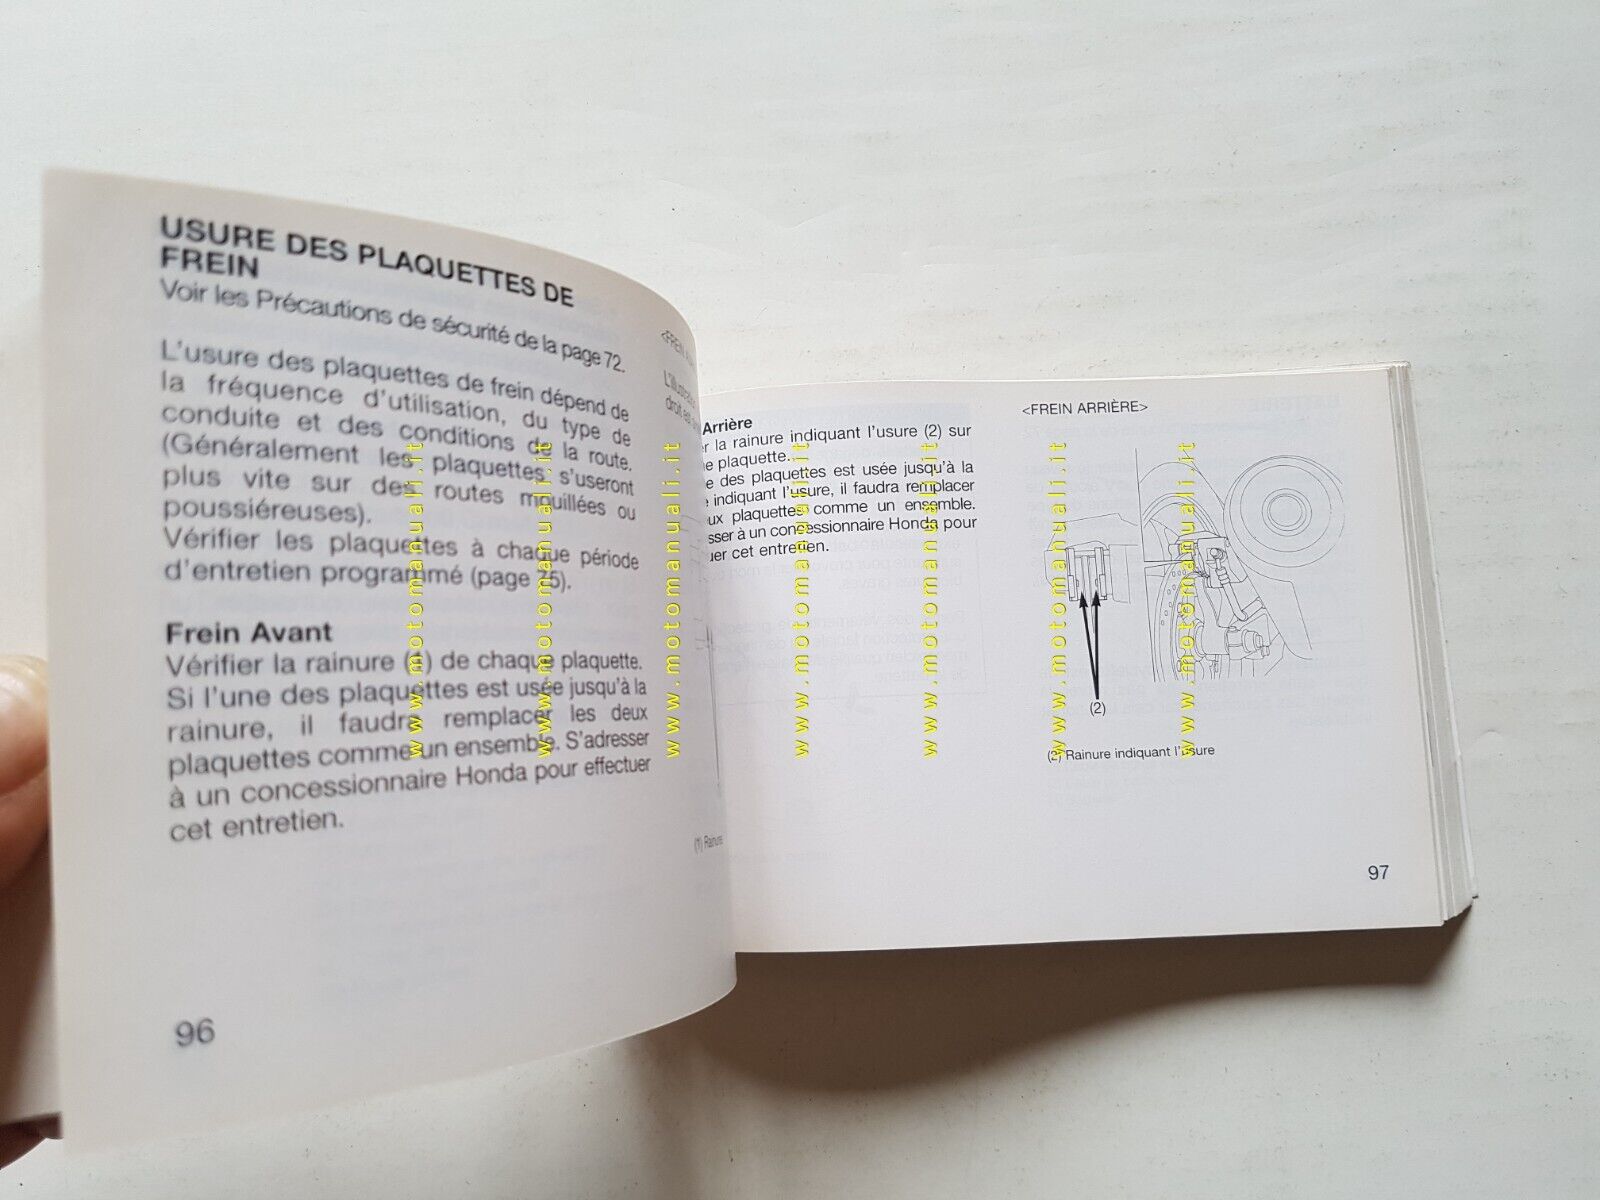 USURE DES PLAQUETTES DE
FREIN
Voir les Précautions de sécurité de la page 72.
L'usure des plaquettes de frein dépend de
la fréquence d'utilisation, du type de
conduite et des conditions de la route.
(Généralement les plaquettes s'useront
plus vite sur des routes mouillées ou
poussiéreuses).
Vérifier les plaquettes à chaque période
d'entretien programmé (page 75).
Frein Avant
Vérifier la rainure (1) de chaque plaquette.
Si l'une des plaquettes est usée jusqu'à la
rainure, il faudra remplacer les deux
plaquettes comme un ensemble. S'adresser
à un concessionnaire Honda pour effectuer
cet entretien.
96
<FREIN
(1) Rainure
Arrière
la rainure indiquant l'usure (2) sur
plaquette.
des plaquettes est usée jusqu'à la
indiquant l'usure, il faudra remplacer
plaquettes comme un ensemble.
à un concessionnaire Honda pour
cet entretien.
<FREIN ARRIÈRE>
(2)
(2) Rainure indiquant l'usure
97
www.motomanuali.it
www.motomanuali.it
www.motomanuali.it
www.motomanuali.it
www.motomanuali.it
www.motomanuali.it
www.motomanuali.it